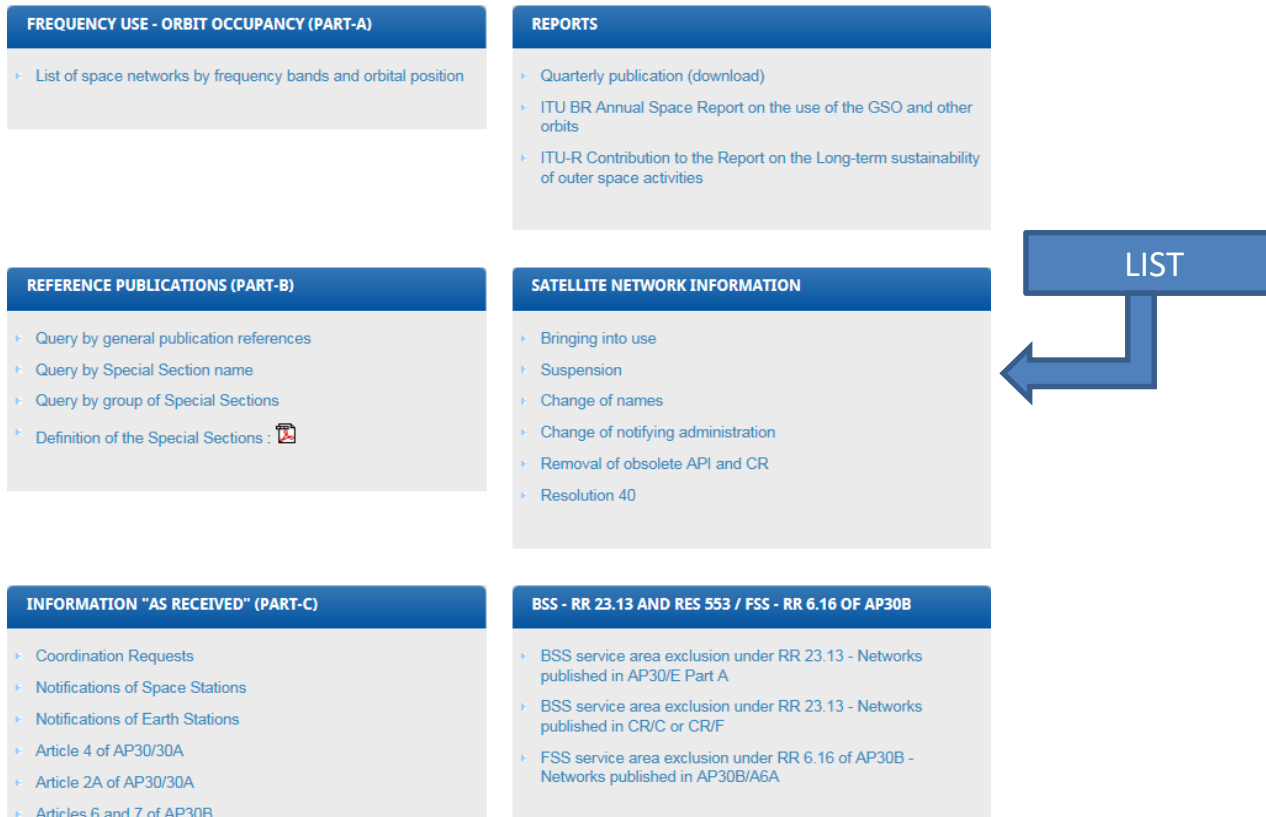 FREQUENCY USE - ORBIT OCCUPANCY (PART-A)
List of space networks by frequency bands and orbital position
REPORTS
Quarterly publication (download)
ITU BR Annual Space Report on the use of the GSO and other
orbits
ITU-R Contribution to the Report on the Long-term sustainability
of outer space activities
LIST
REFERENCE PUBLICATIONS (PART-B)
Query by general publication references
Query by Special Section name
Query by group of Special Sections
Definition of the Special Sections :
SATELLITE NETWORK INFORMATION
Bringing into use
Suspension
Change of names
Change of notifying administration
Removal of obsolete API and CR
Resolution 40
INFORMATION "AS RECEIVED" (PART-C)
Coordination Requests
Notifications of Space Stations
Notifications of Earth Stations
Article 4 of AP30/30A
Article 2A of AP30/30A
Articles 6 and 7 of AP30B
BSS - RR 23.13 AND RES 553 / FSS - RR 6.16 OF AP30B
BSS service area exclusion under RR 23.13 - Networks
published in AP30/E Part A
BSS service area exclusion under RR 23.13 - Networks
published in CR/C or CR/F
FSS service area exclusion under RR 6.16 of AP30B -
Networks published in AP30B/A6A